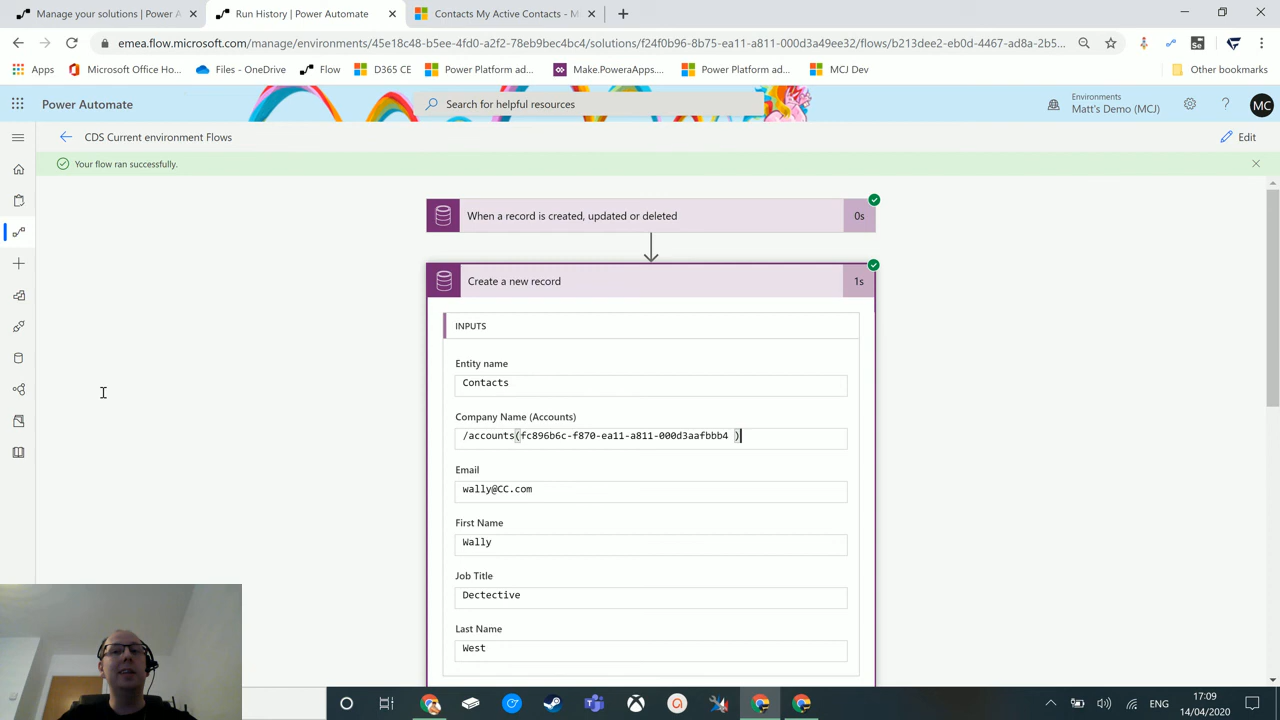 Manage your solutions | Power A
Run History | Power Automate
Contacts My Active Contacts - M
emea.flow.microsoft.com/manage/environments/45e18c48-b5ee-4fd0-a2f2-78eb9bec4bc4/solutions/f24f0b96-8b75-ea11-a811-000d3a49ee32/flows/b213dee2-eb0d-4467-ad8a-2b5...
Apps
Microsoft Office Ho...
Files - OneDrive
Flow
D365 CE
Power Platform ad...
Make.PoweraApps....
Power Platform ad...
MCJ Dev
Other bookmarks
Power Automate
Search for helpful resources
Environments
Matt's Demo (MCJ)
MC
CDS Current environment Flows
Edit
Your flow ran successfully.
When a record is created, updated or deleted
0s
Create a new record
1s
INPUTS
Entity name
Contacts
Company Name (Accounts)
/accounts(fc896b6c-f870-ea11-a811-000d3aafbbb4 )
Email
wally@CC.com
First Name
Wally
Job Title
Dectective
Last Name
West
ENG
17:09
14/04/2020